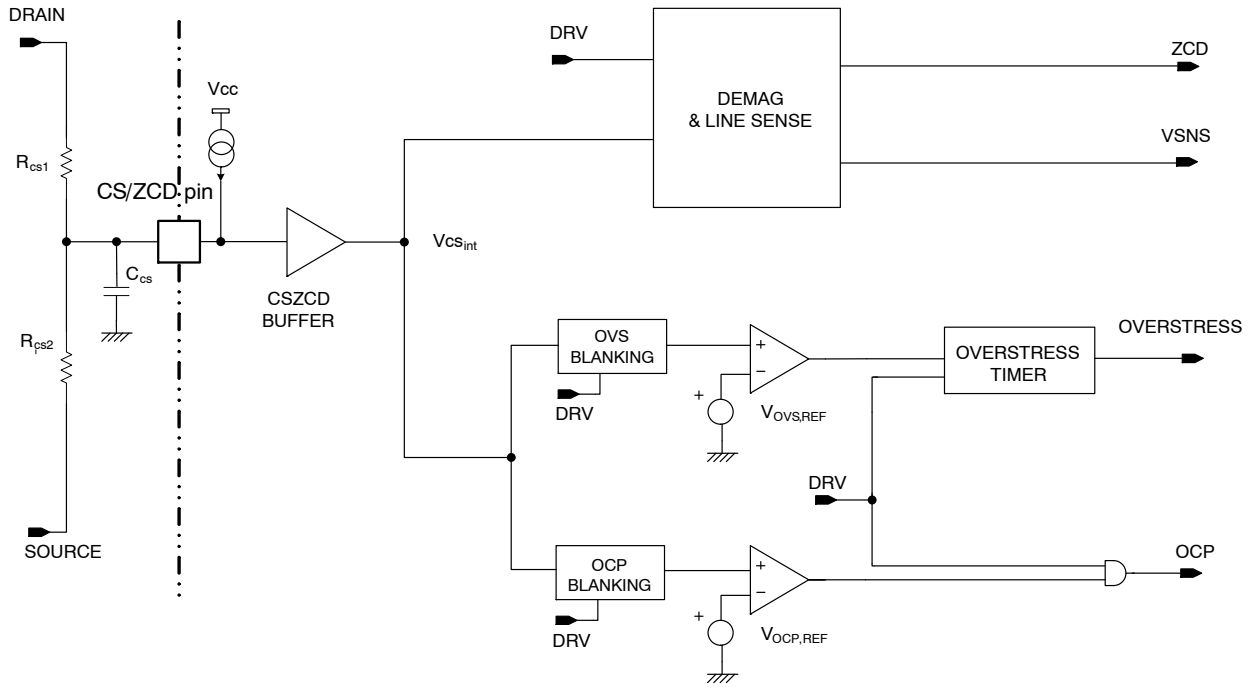 DRAIN
DRV
ZCD
Vcc
DEMAG
& LINE SENSE
VSNS
Rcs1
CS/ZCD pin
Vcsint
Ccs
CSZCD
BUFFER
Rcs2
OVS
BLANKING
+
−
OVERSTRESS
TIMER
OVERSTRESS
DRV
+
VOVS,REF
DRV
SOURCE
OCP
BLANKING
+
−
OCP
DRV
+
VOCP,REF